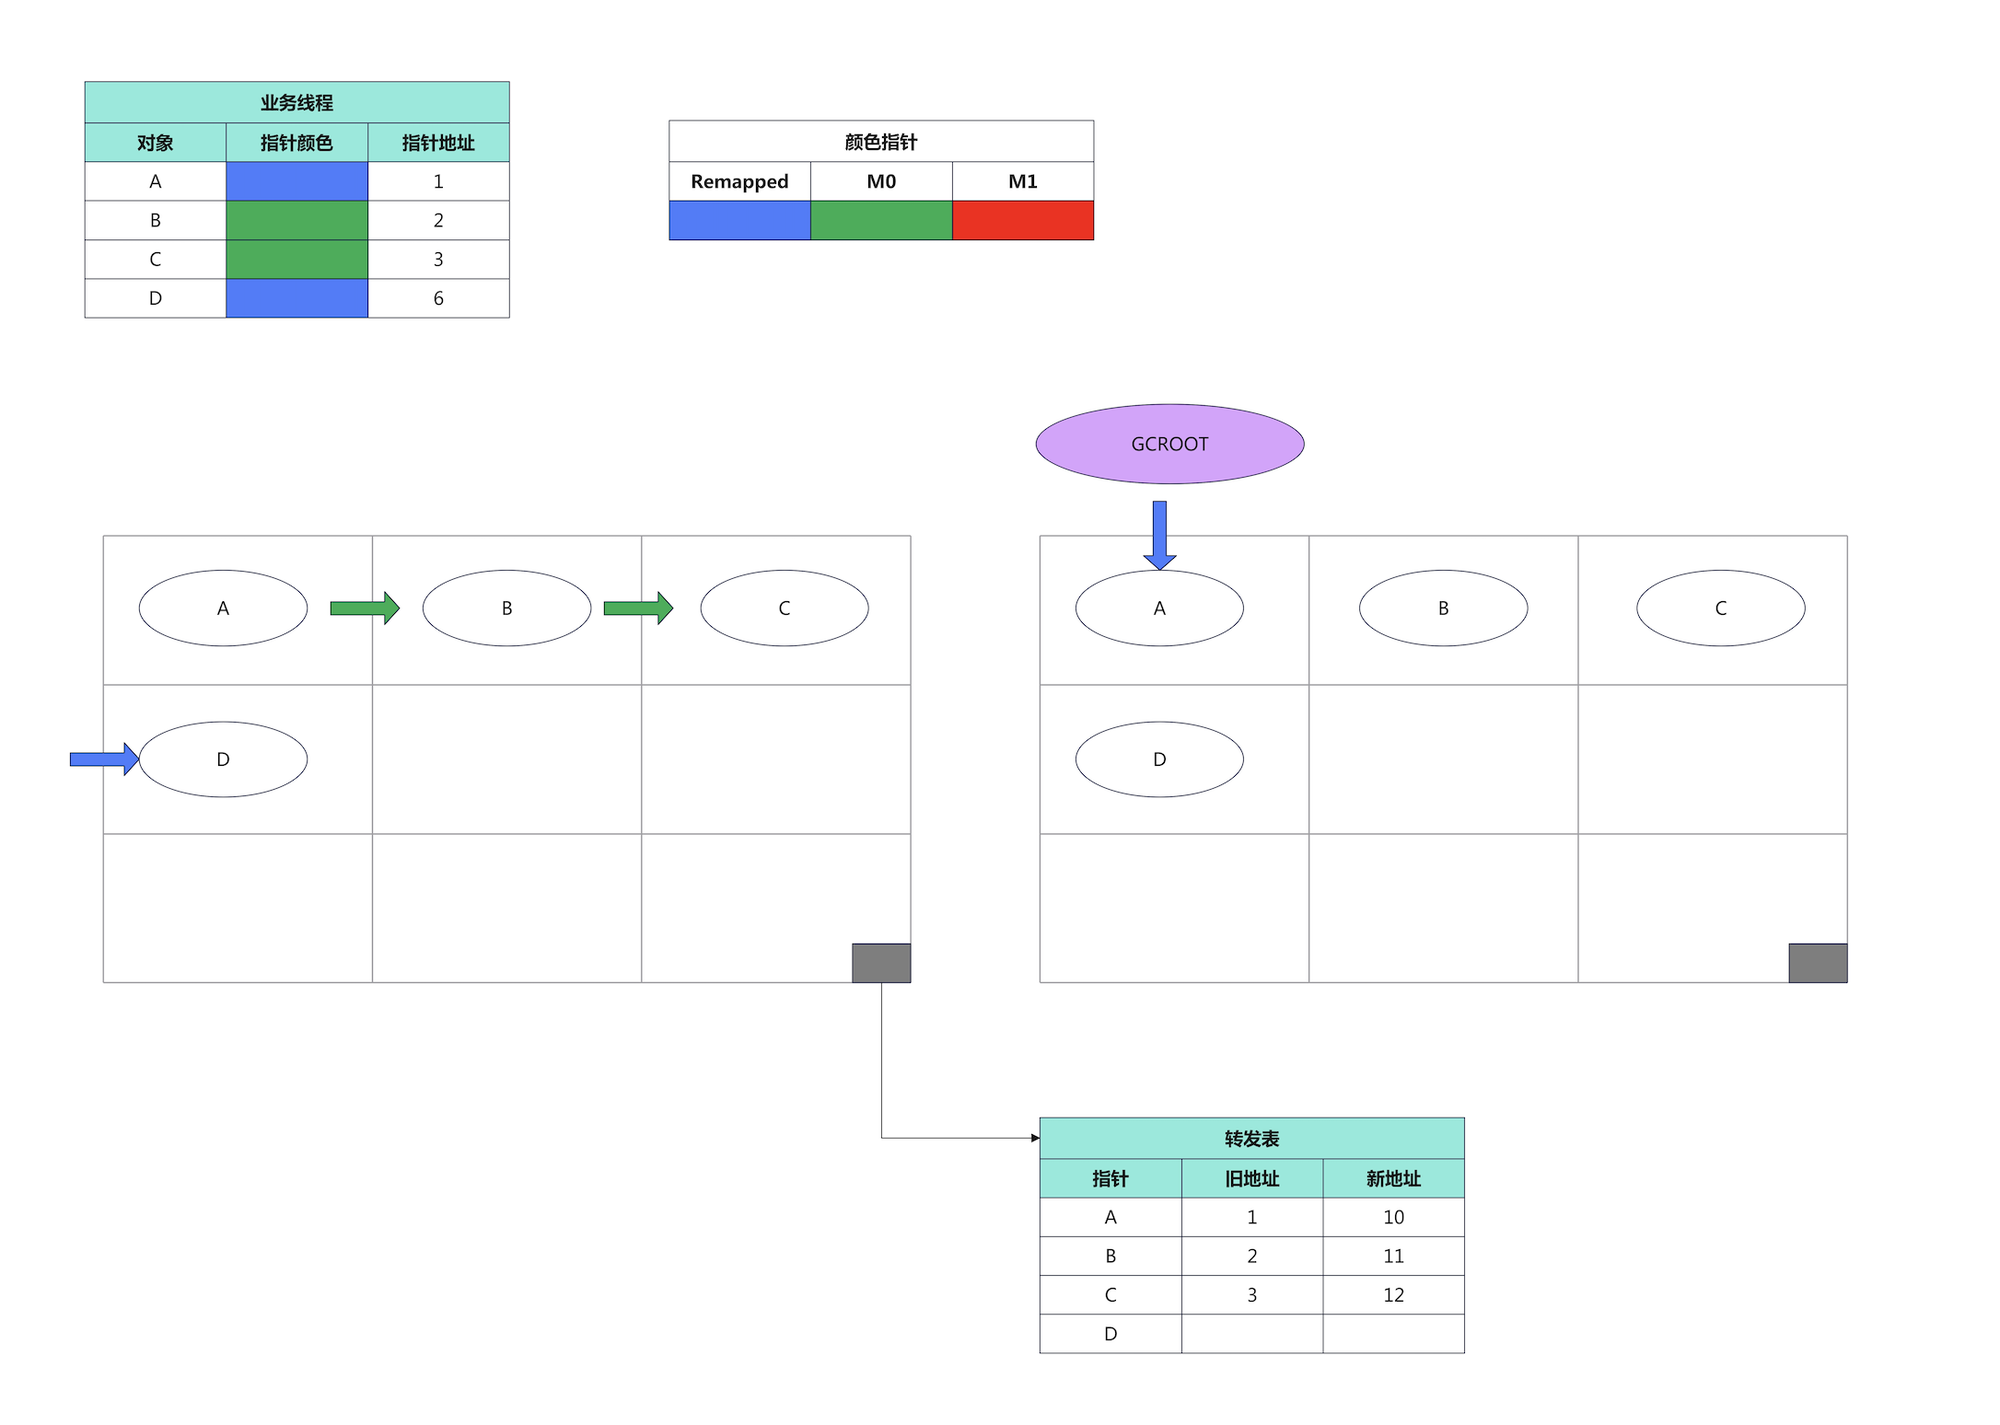 业务线程
对象 指针颜色 指针地址
A 1
B 2
C 3
D 6
颜色指针
Remapped M0 M1
GCROOT
A B C
D
A B C
D
转发表
指针 旧地址 新地址
A 1 10
B 2 11
C 3 12
D